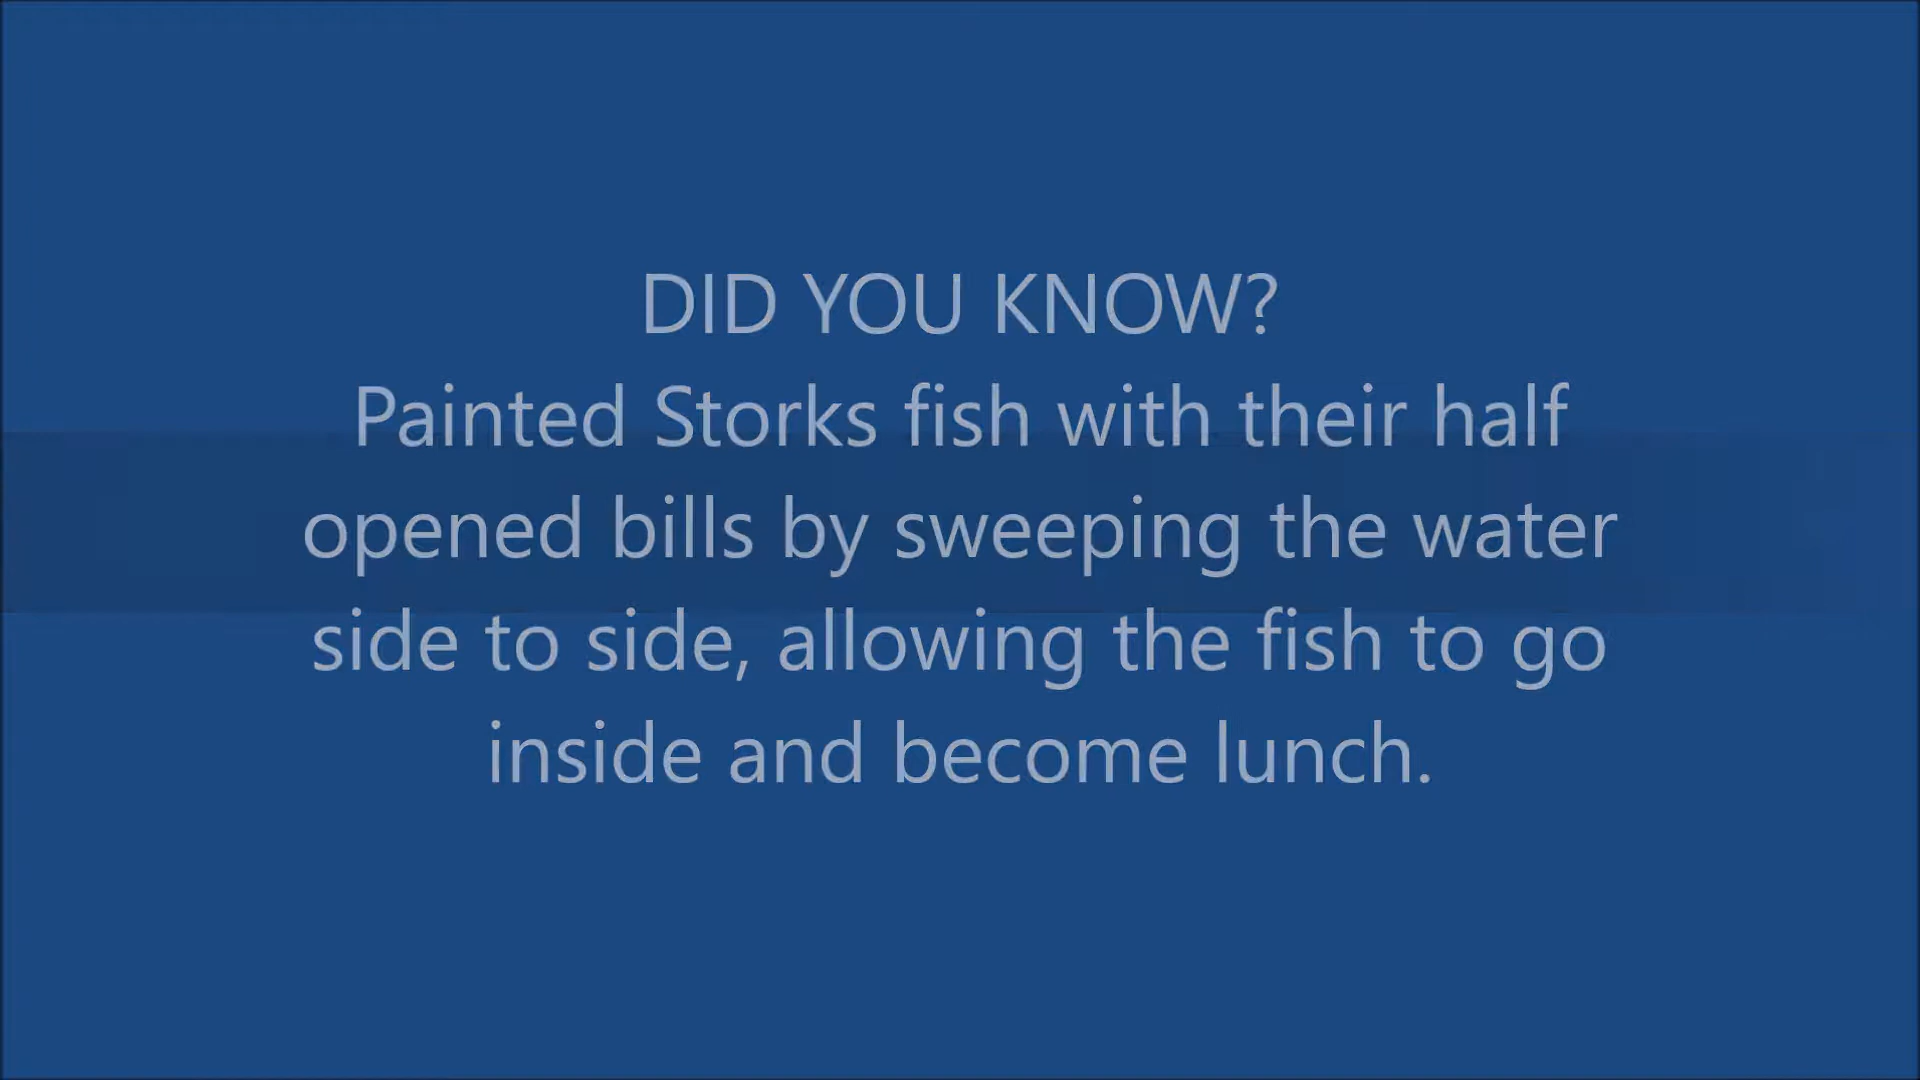 DID YOU KNOW?
Painted Storks fish with their half
opened bills by sweeping the water
side to side, allowing the fish to go
inside and become lunch.